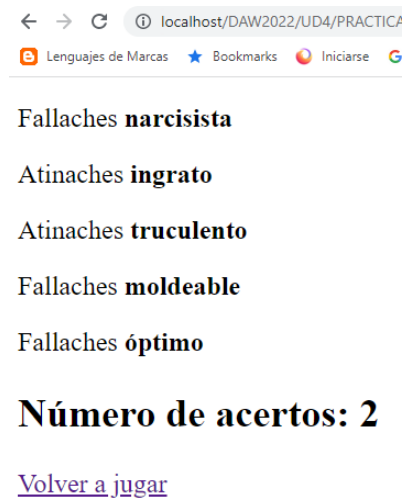 localhost/DAW2022/UD4/PRACTICA
Lenguajes de Marcas Bookmarks Iniciarse G
Fallaches narcisista
Atinaches ingrato
Atinaches truculento
Fallaches moldeable
Fallaches óptimo
Número de acertos: 2
Volver a jugar